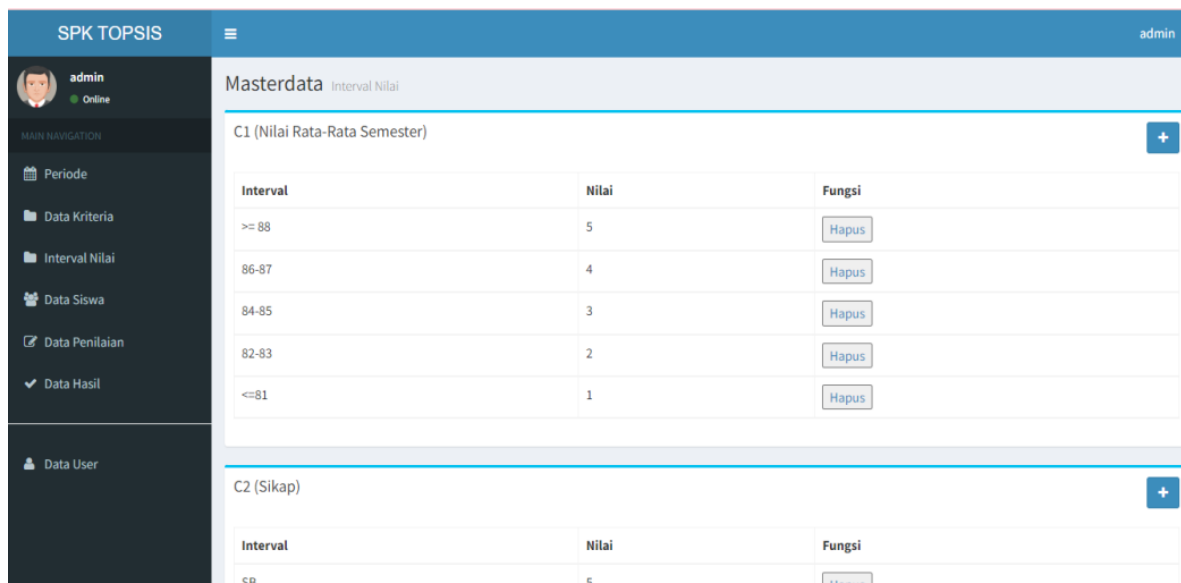 SPK TOPSIS
admin
admin
Online
MAIN NAVIGATION
Periode
Data Kriteria
Interval Nilai
Data Siswa
Data Penilaian
Data Hasil
Data User
Masterdata Interval Nilai
C1 (Nilai Rata-Rata Semester)
+
Interval Nilai Fungsi
>= 88 5 Hapus
86-87 4 Hapus
84-85 3 Hapus
82-83 2 Hapus
<=81 1 Hapus
C2 (Sikap)
+
Interval Nilai Fungsi
SB 5 Hapus